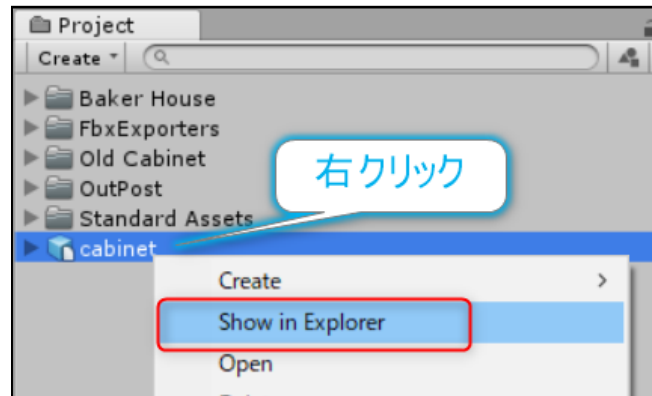 Project
Create
Baker House
FbxExporters
Old Cabinet
OutPost
Standard Assets
右クリック
cabinet
Create
Show in Explorer
Open